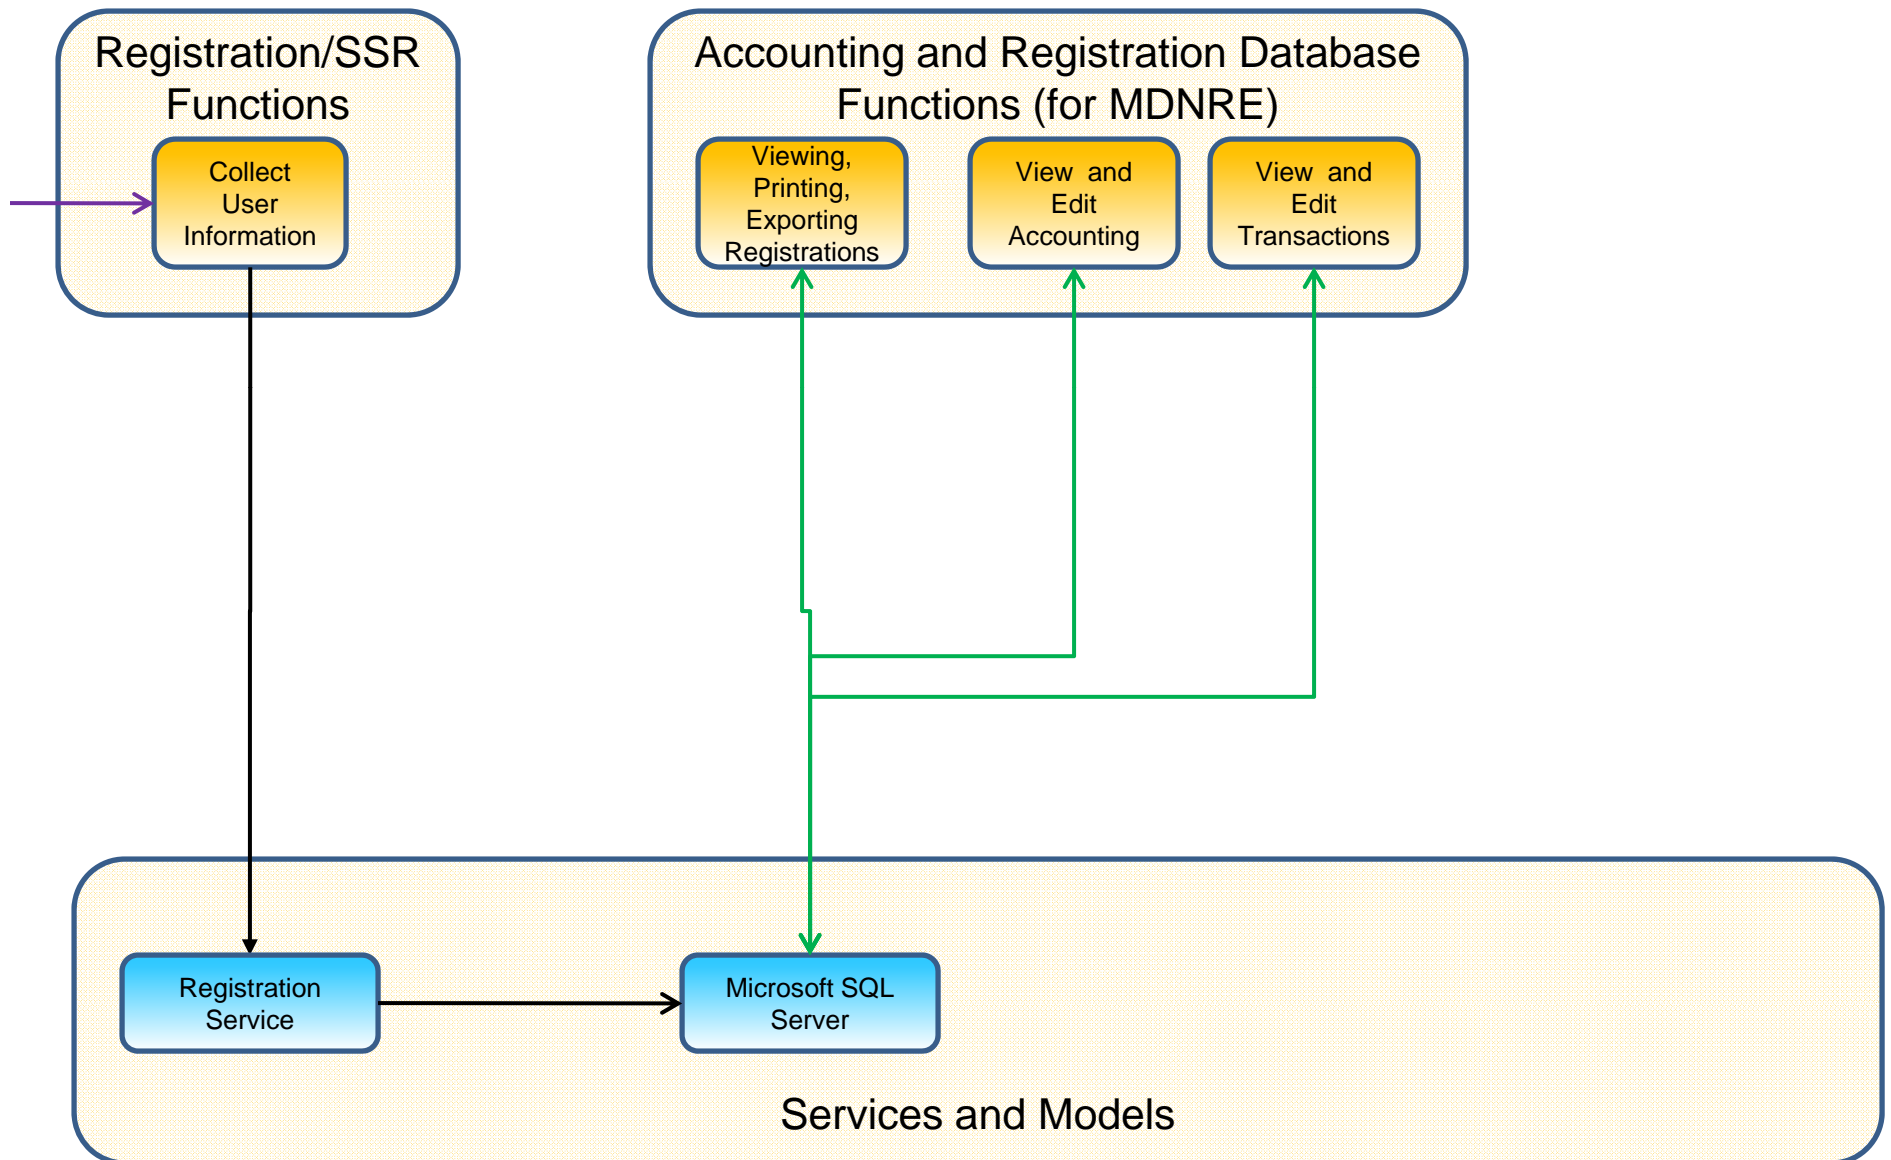 Registration/SSR
Functions
Collect
User
Information
Accounting and Registration Database
Functions (for MDNRE)
Viewing,
Printing,
Exporting
Registrations
View and
Edit
Accounting
View and
Edit
Transactions
Registration
Service
Microsoft SQL
Server
Services and Models